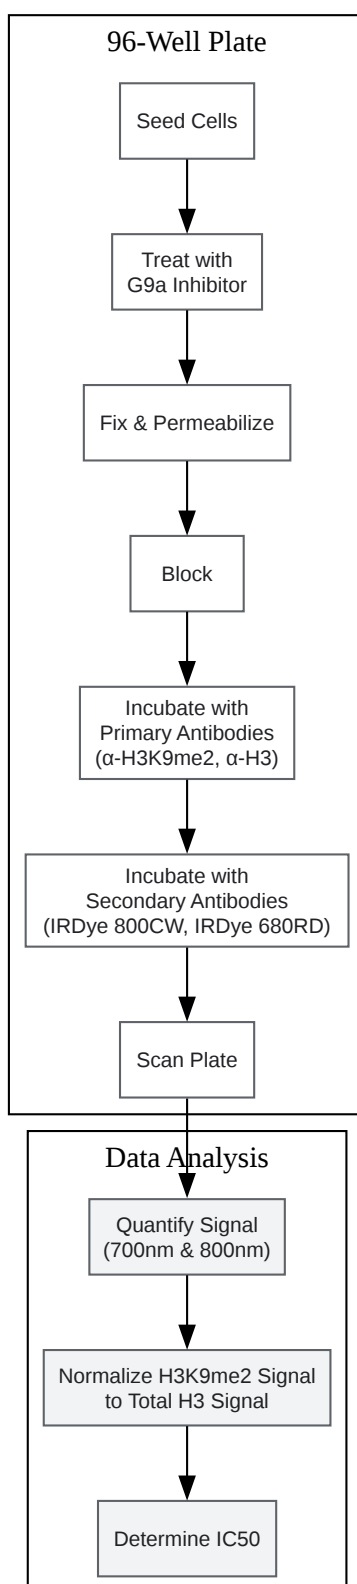 96-Well Plate
Seed Cells
Treat with
G9a Inhibitor
Fix & Permeabilize
Block
Incubate with
Primary Antibodies
(α-H3K9me2, α-H3)
Incubate with
Secondary Antibodies
(IRDye 800CW, IRDye 680RD)
Scan Plate
Data Analysis
Quantify Signal
(700nm & 800nm)
Normalize H3K9me2 Signal
to Total H3 Signal
Determine IC50